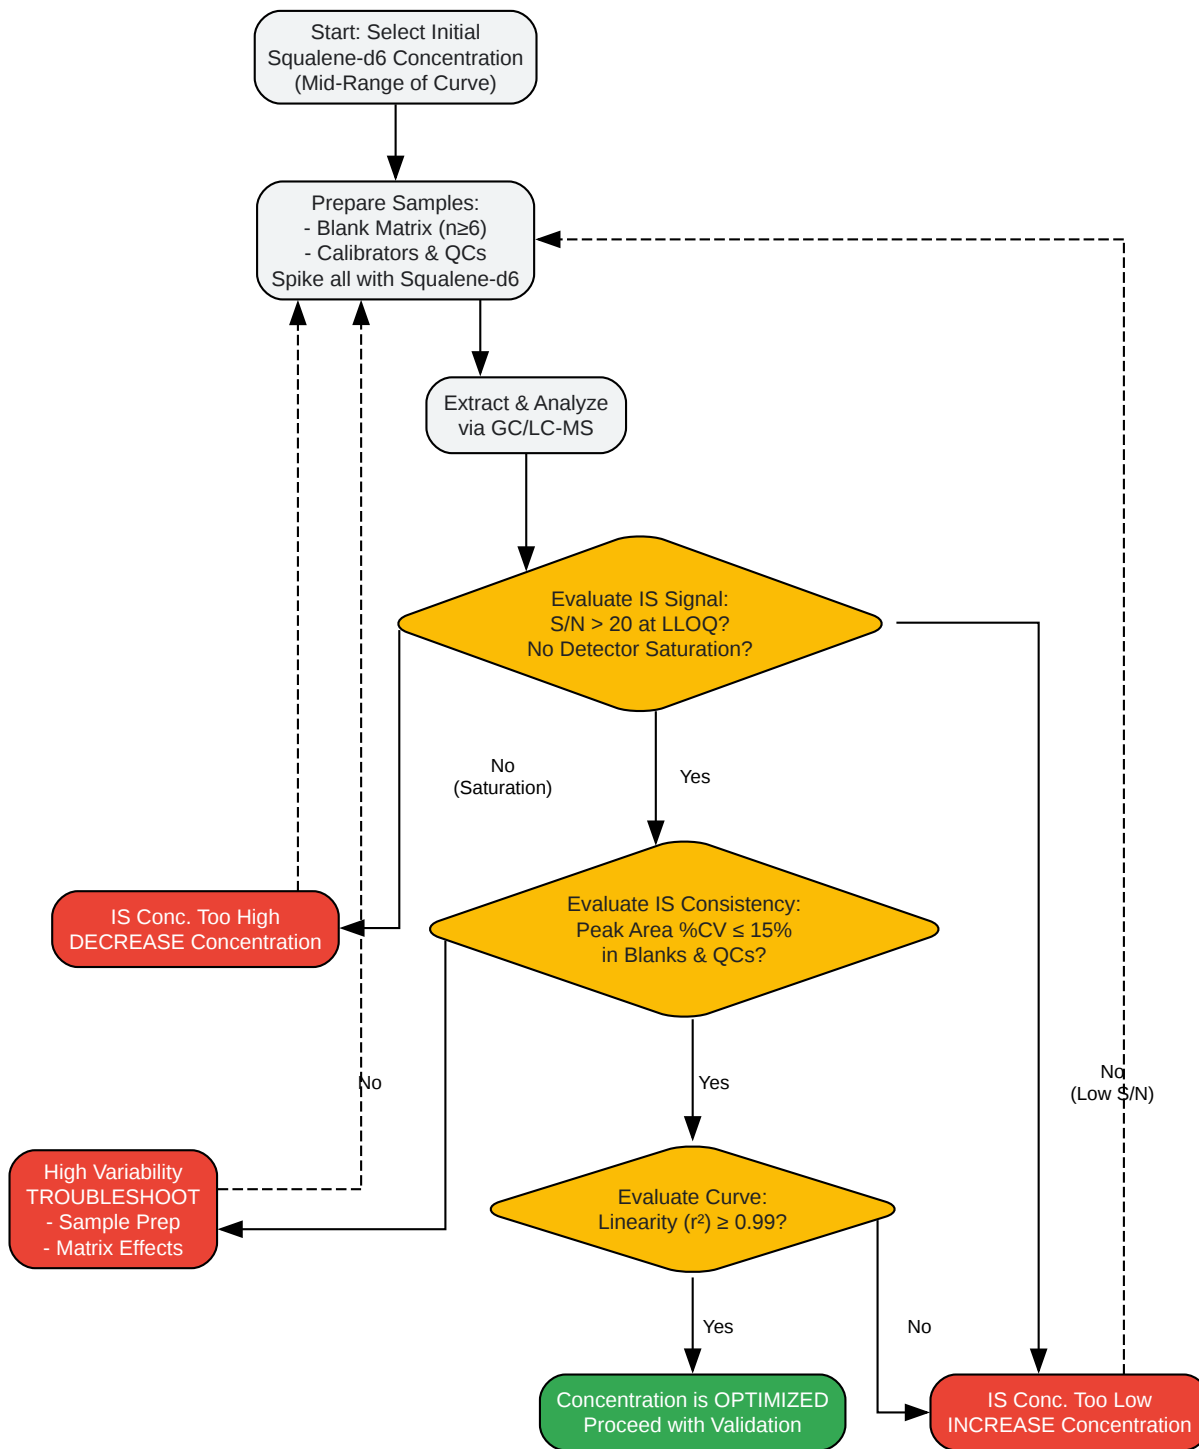 Start: Select Initial
Squalene-d6 Concentration
(Mid-Range of Curve)
Prepare Samples:
- Blank Matrix (n≥6)
- Calibrators & QCs
Spike all with Squalene-d6
Extract & Analyze
via GC/LC-MS
Evaluate IS Signal:
S/N > 20 at LLOQ?
No Detector Saturation?
No
(Saturation)
Yes
IS Conc. Too High
DECREASE Concentration
Evaluate IS Consistency:
Peak Area %CV ≤ 15%
in Blanks & QCs?
No
Yes
No
(Low S/N)
High Variability
TROUBLESHOOT
- Sample Prep
- Matrix Effects
Evaluate Curve:
Linearity (r²) ≥ 0.99?
Yes
No
Concentration is OPTIMIZED
Proceed with Validation
IS Conc. Too Low
INCREASE Concentration